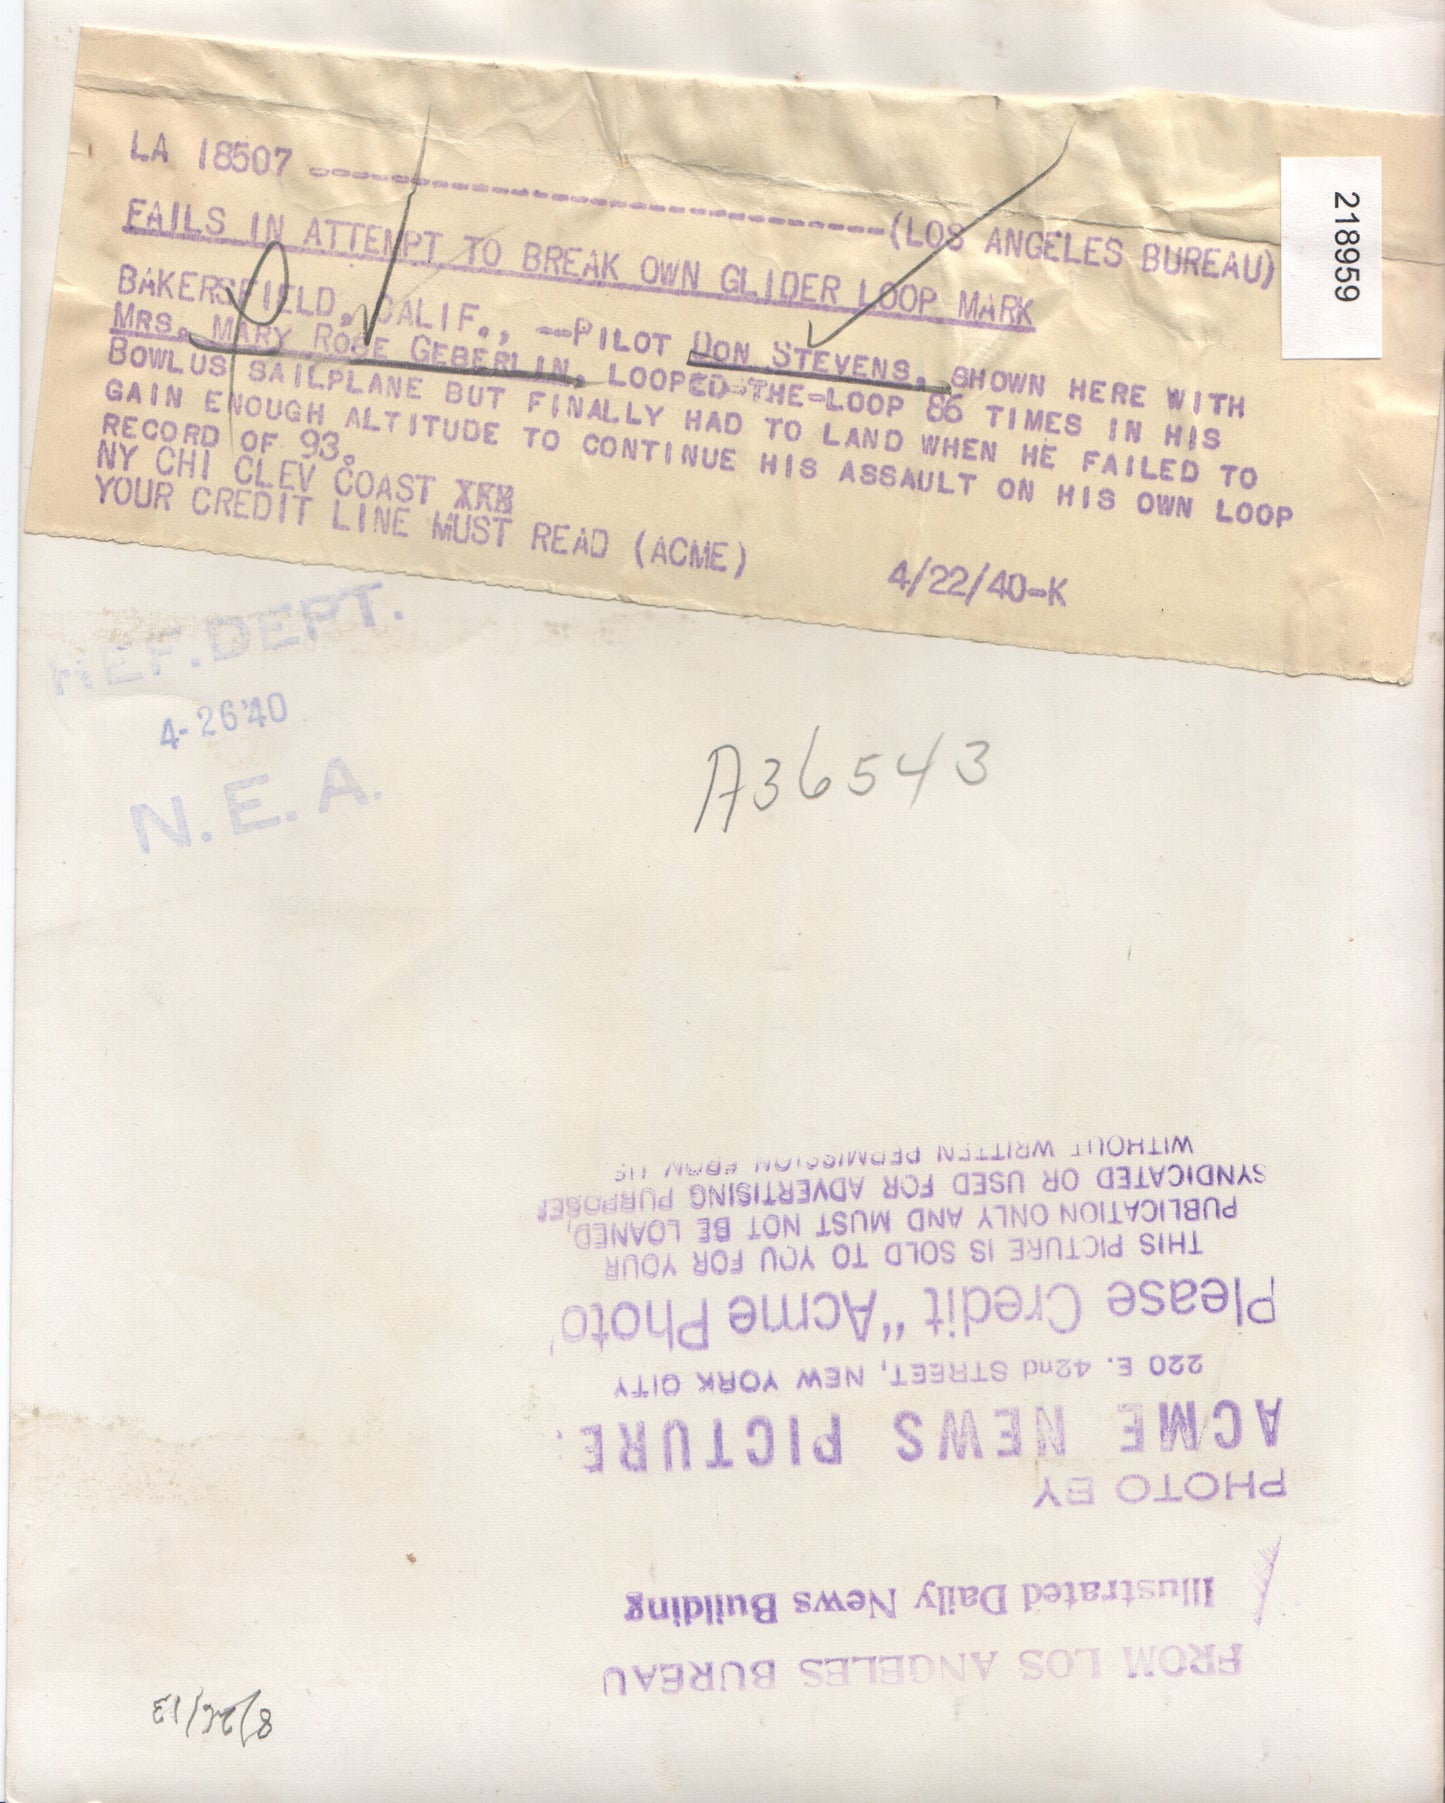 LA 18507 ------------------------------------(LOS ANGELES BUREAU)
FAILS IN ATTEMPT TO BREAK OWN GLIDER LOOP MARK
BAKERSFIELD, CALIF., --PILOT DON STEVENS, SHOWN HERE WITH
MRS. MARY ROSE GEBERLIN, LOOPED-THE-LOOP 86 TIMES IN HIS
BOWLUS SAILPLANE BUT FINALLY HAD TO LAND WHEN HE FAILED TO
GAIN ENOUGH ALTITUDE TO CONTINUE HIS ASSAULT ON HIS OWN LOOP
RECORD OF 93.
NY CHI CLEV COAST
YOUR CREDIT LINE MUST READ (ACME)
4/22/40-K
218959
REF. DEPT.
4-26'40
N.E.A.
A36543
FROM LOS ANGELES BUREAU
Illustrated Daily News Building
PHOTO BY
ACME NEWS PICTURE
220 E. 42nd STREET, NEW YORK CITY
Please Credit "Acme Photo"
THIS PICTURE IS SOLD TO YOU FOR YOUR
PUBLICATION ONLY AND MUST NOT BE LOANED,
SYNDICATED OR USED FOR ADVERTISING PURPOSES
WITHOUT WRITTEN PERMISSION FROM US
8/26/13